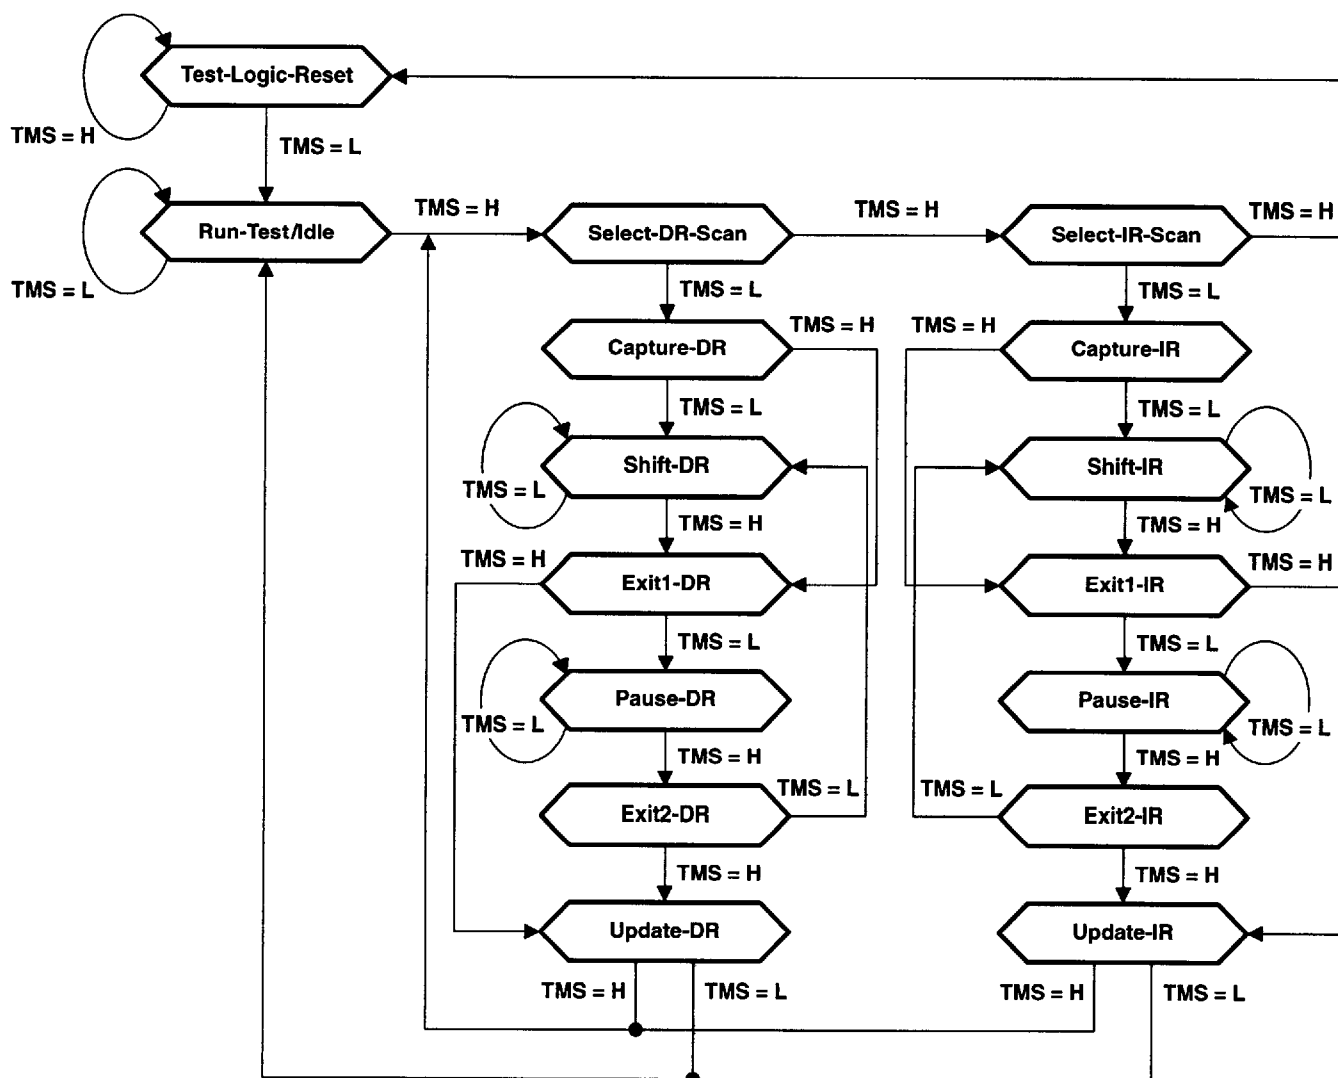 Test-Logic-Reset
TMS = H
TMS = L
Run-Test/Idle
TMS = H
Select-DR-Scan
TMS = H
Select-IR-Scan
TMS = H
TMS = L
TMS = L
TMS = L
Capture-DR
TMS = H
TMS = H
Capture-IR
TMS = L
TMS = L
Shift-DR
Shift-IR
TMS = L
TMS = L
TMS = H
TMS = H
TMS = H
Exit1-DR
Exit1-IR
TMS = H
TMS = L
TMS = L
Pause-DR
Pause-IR
TMS = L
TMS = L
TMS = H
TMS = H
Exit2-DR
TMS = L
TMS = L
Exit2-IR
TMS = H
TMS = H
Update-DR
Update-IR
TMS = H
TMS = L
TMS = H
TMS = L